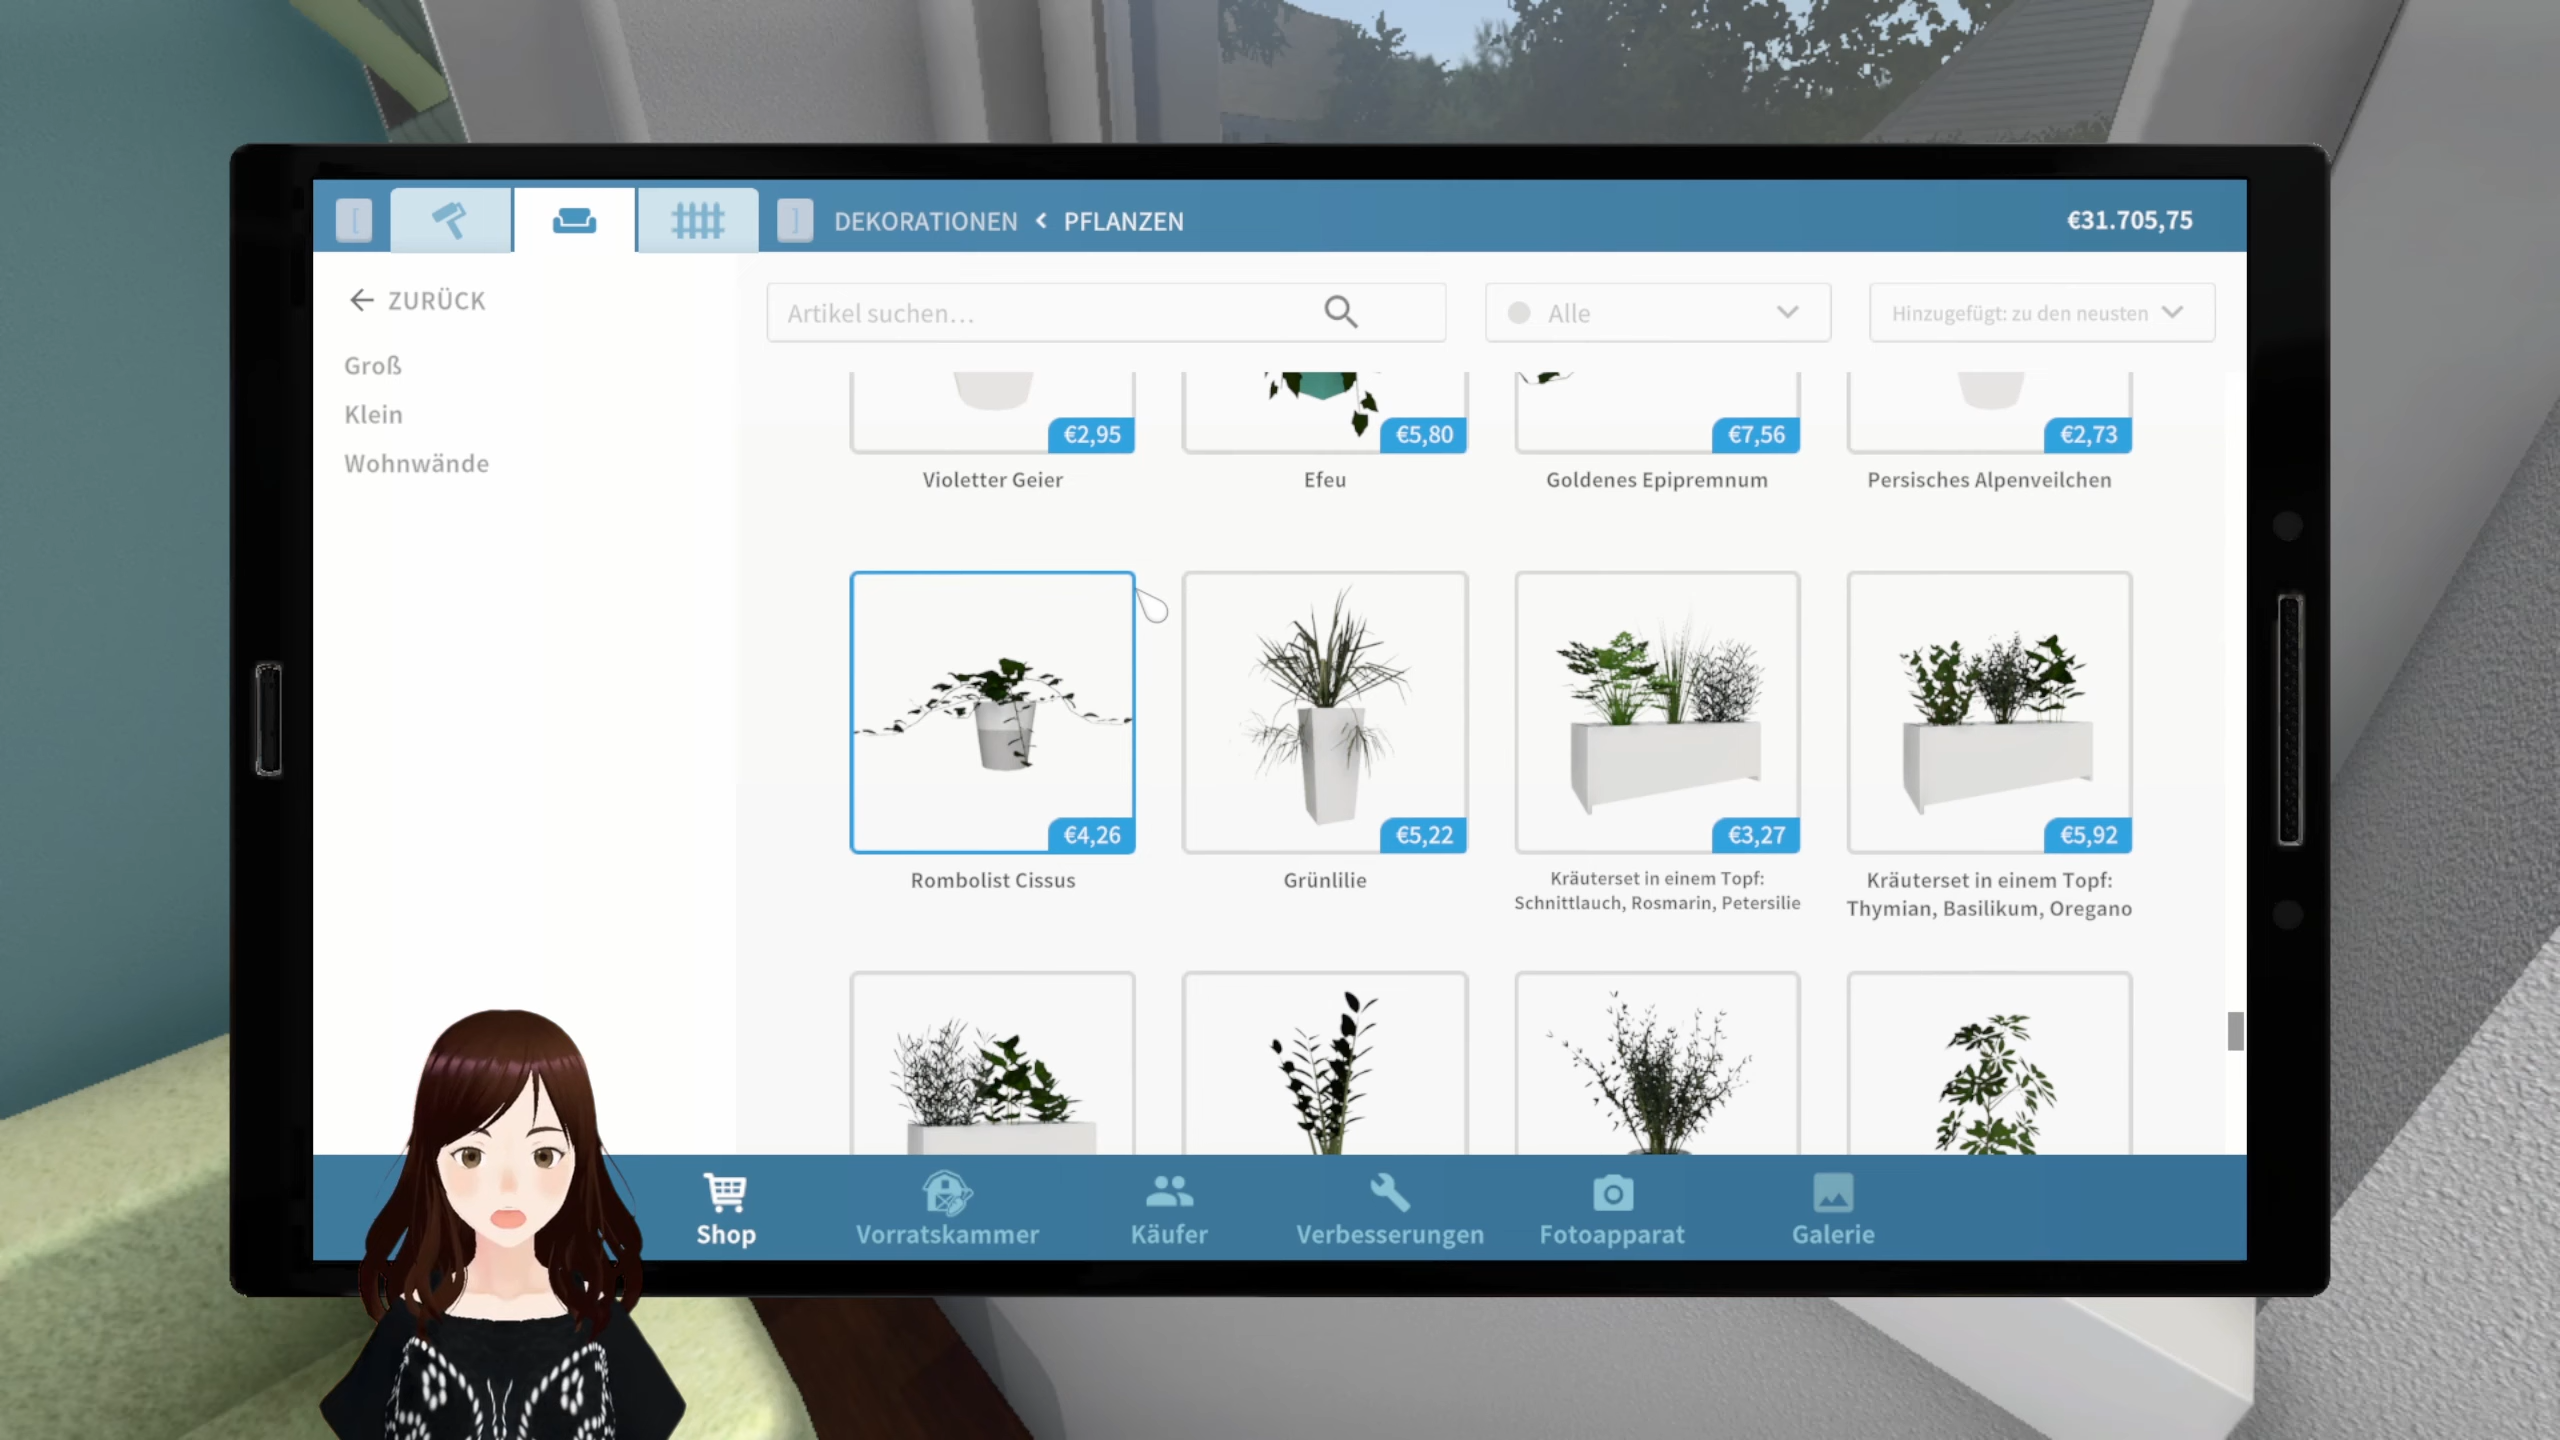 [
]
DEKORATIONEN < PFLANZEN
€31.705,75
← ZURÜCK
Groß
Klein
Wohnwände
Artikel suchen...
Alle
Hinzugefügt: zu den neusten
€2,95
€5,80
€7,56
€2,73
Violetter Geier
Efeu
Goldenes Epipremnum
Persisches Alpenveilchen
€4,26
€5,22
€3,27
€5,92
Rombolist Cissus
Grünlilie
Kräuterset in einem Topf:
Schnittlauch, Rosmarin, Petersilie
Kräuterset in einem Topf:
Thymian, Basilikum, Oregano
Shop
Vorratskammer
Käufer
Verbesserungen
Fotoapparat
Galerie